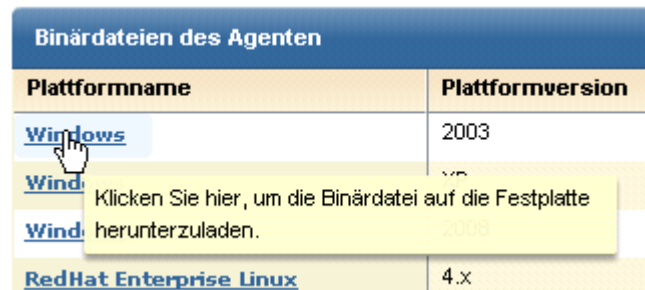 Binärdateien des Agenten
Plattformname Plattformversion
Windows 2003
Klicken Sie hier, um die Binärdatei auf die Festplatte
herunterzuladen.
2008
RedHat Enterprise Linux 4.x